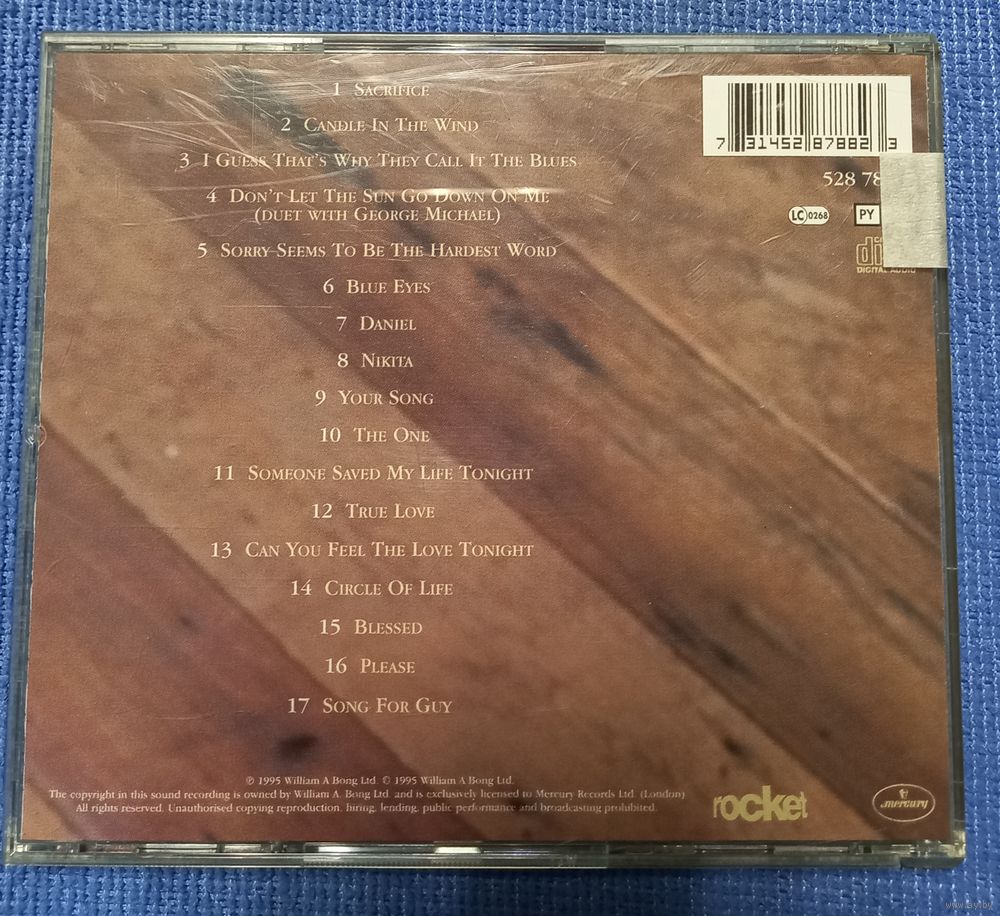 1 Sacrifice
2 Candle In The Wind
3 I Guess That's Why They Call It The Blues
4 Don't Let The Sun Go Down On Me
(duet with George Michael)
5 Sorry Seems To Be The Hardest Word
6 Blue Eyes
7 Daniel
8 Nikita
9 Your Song
10 The One
11 Someone Saved My Life Tonight
12 True Love
13 Can You Feel The Love Tonight
14 Circle Of Life
15 Blessed
16 Please
17 Song For Guy
7 31452 87882 3
528 78
LC 0268
PY
DIGITAL AUDIO
℗ 1995 William A Bong Ltd. © 1995 William A Bong Ltd.
The copyright in this sound recording is owned by William A. Bong Ltd. and is exclusively licensed to Mercury Records Ltd. (London)
All rights reserved. Unauthorised copying reproduction, hiring, lending, public performance and broadcasting prohibited.
rocket
mercury
www.ay.by